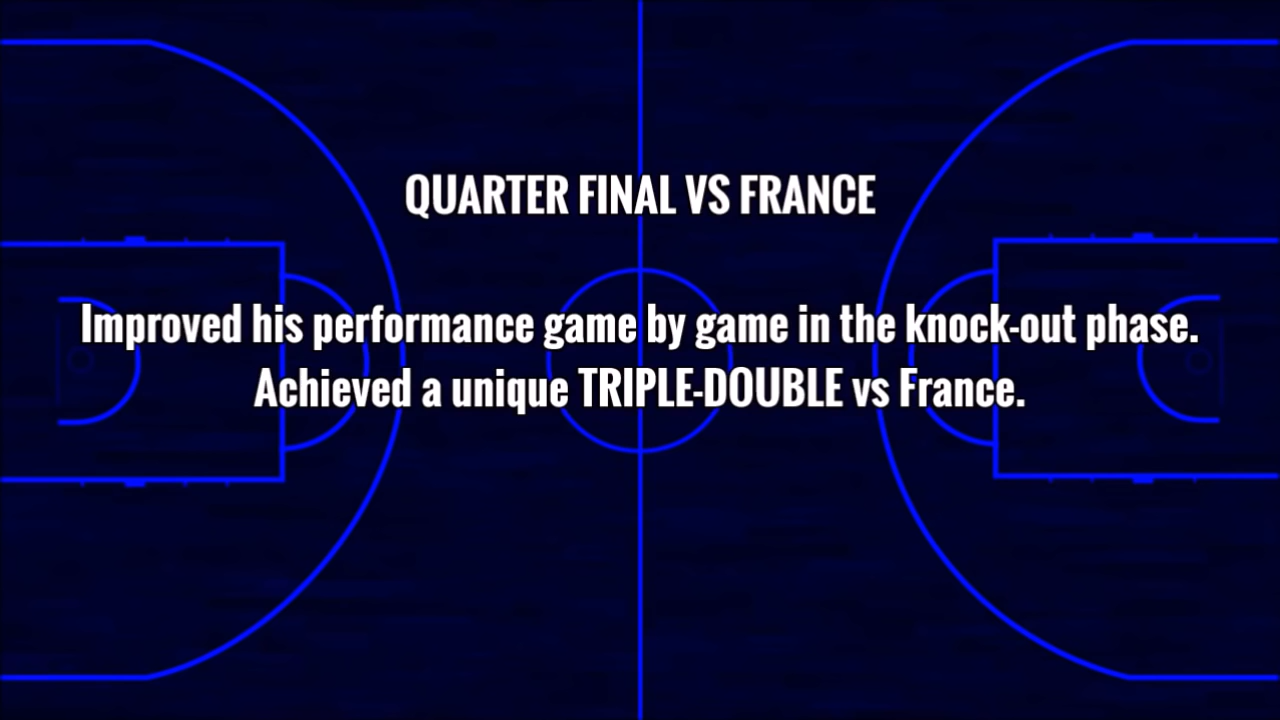 QUARTER FINAL VS FRANCE
Improved his performance game by game in the knock-out phase.
Achieved a unique TRIPLE-DOUBLE vs France.